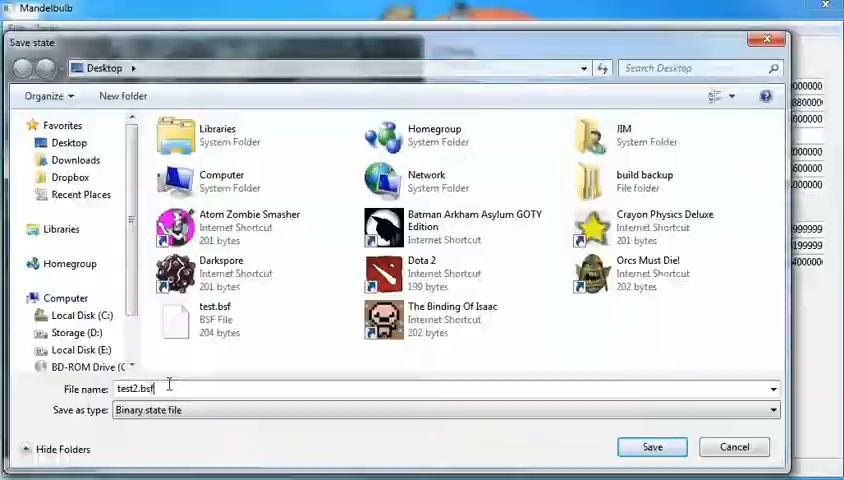 Mandelbulb
Save state
Desktop
Search Desktop
Organize
New folder
Favorites
Desktop
Downloads
Dropbox
Recent Places
Libraries
Homegroup
Computer
Local Disk (C:)
Storage (D:)
Local Disk (E:)
BD-ROM Drive (
Libraries
System Folder
Homegroup
System Folder
JIM
System Folder
Computer
System Folder
Network
System Folder
build backup
File folder
Atom Zombie Smasher
Internet Shortcut
201 bytes
Batman Arkham Asylum GOTY
Edition
Internet Shortcut
Crayon Physics Deluxe
Internet Shortcut
201 bytes
Darkspore
Internet Shortcut
201 bytes
Dota 2
Internet Shortcut
199 bytes
Orcs Must Die!
Internet Shortcut
202 bytes
test.bsf
BSF File
204 bytes
The Binding Of Isaac
Internet Shortcut
202 bytes
File name: test2.bsf
Save as type: Binary state file
Hide Folders
Save
Cancel